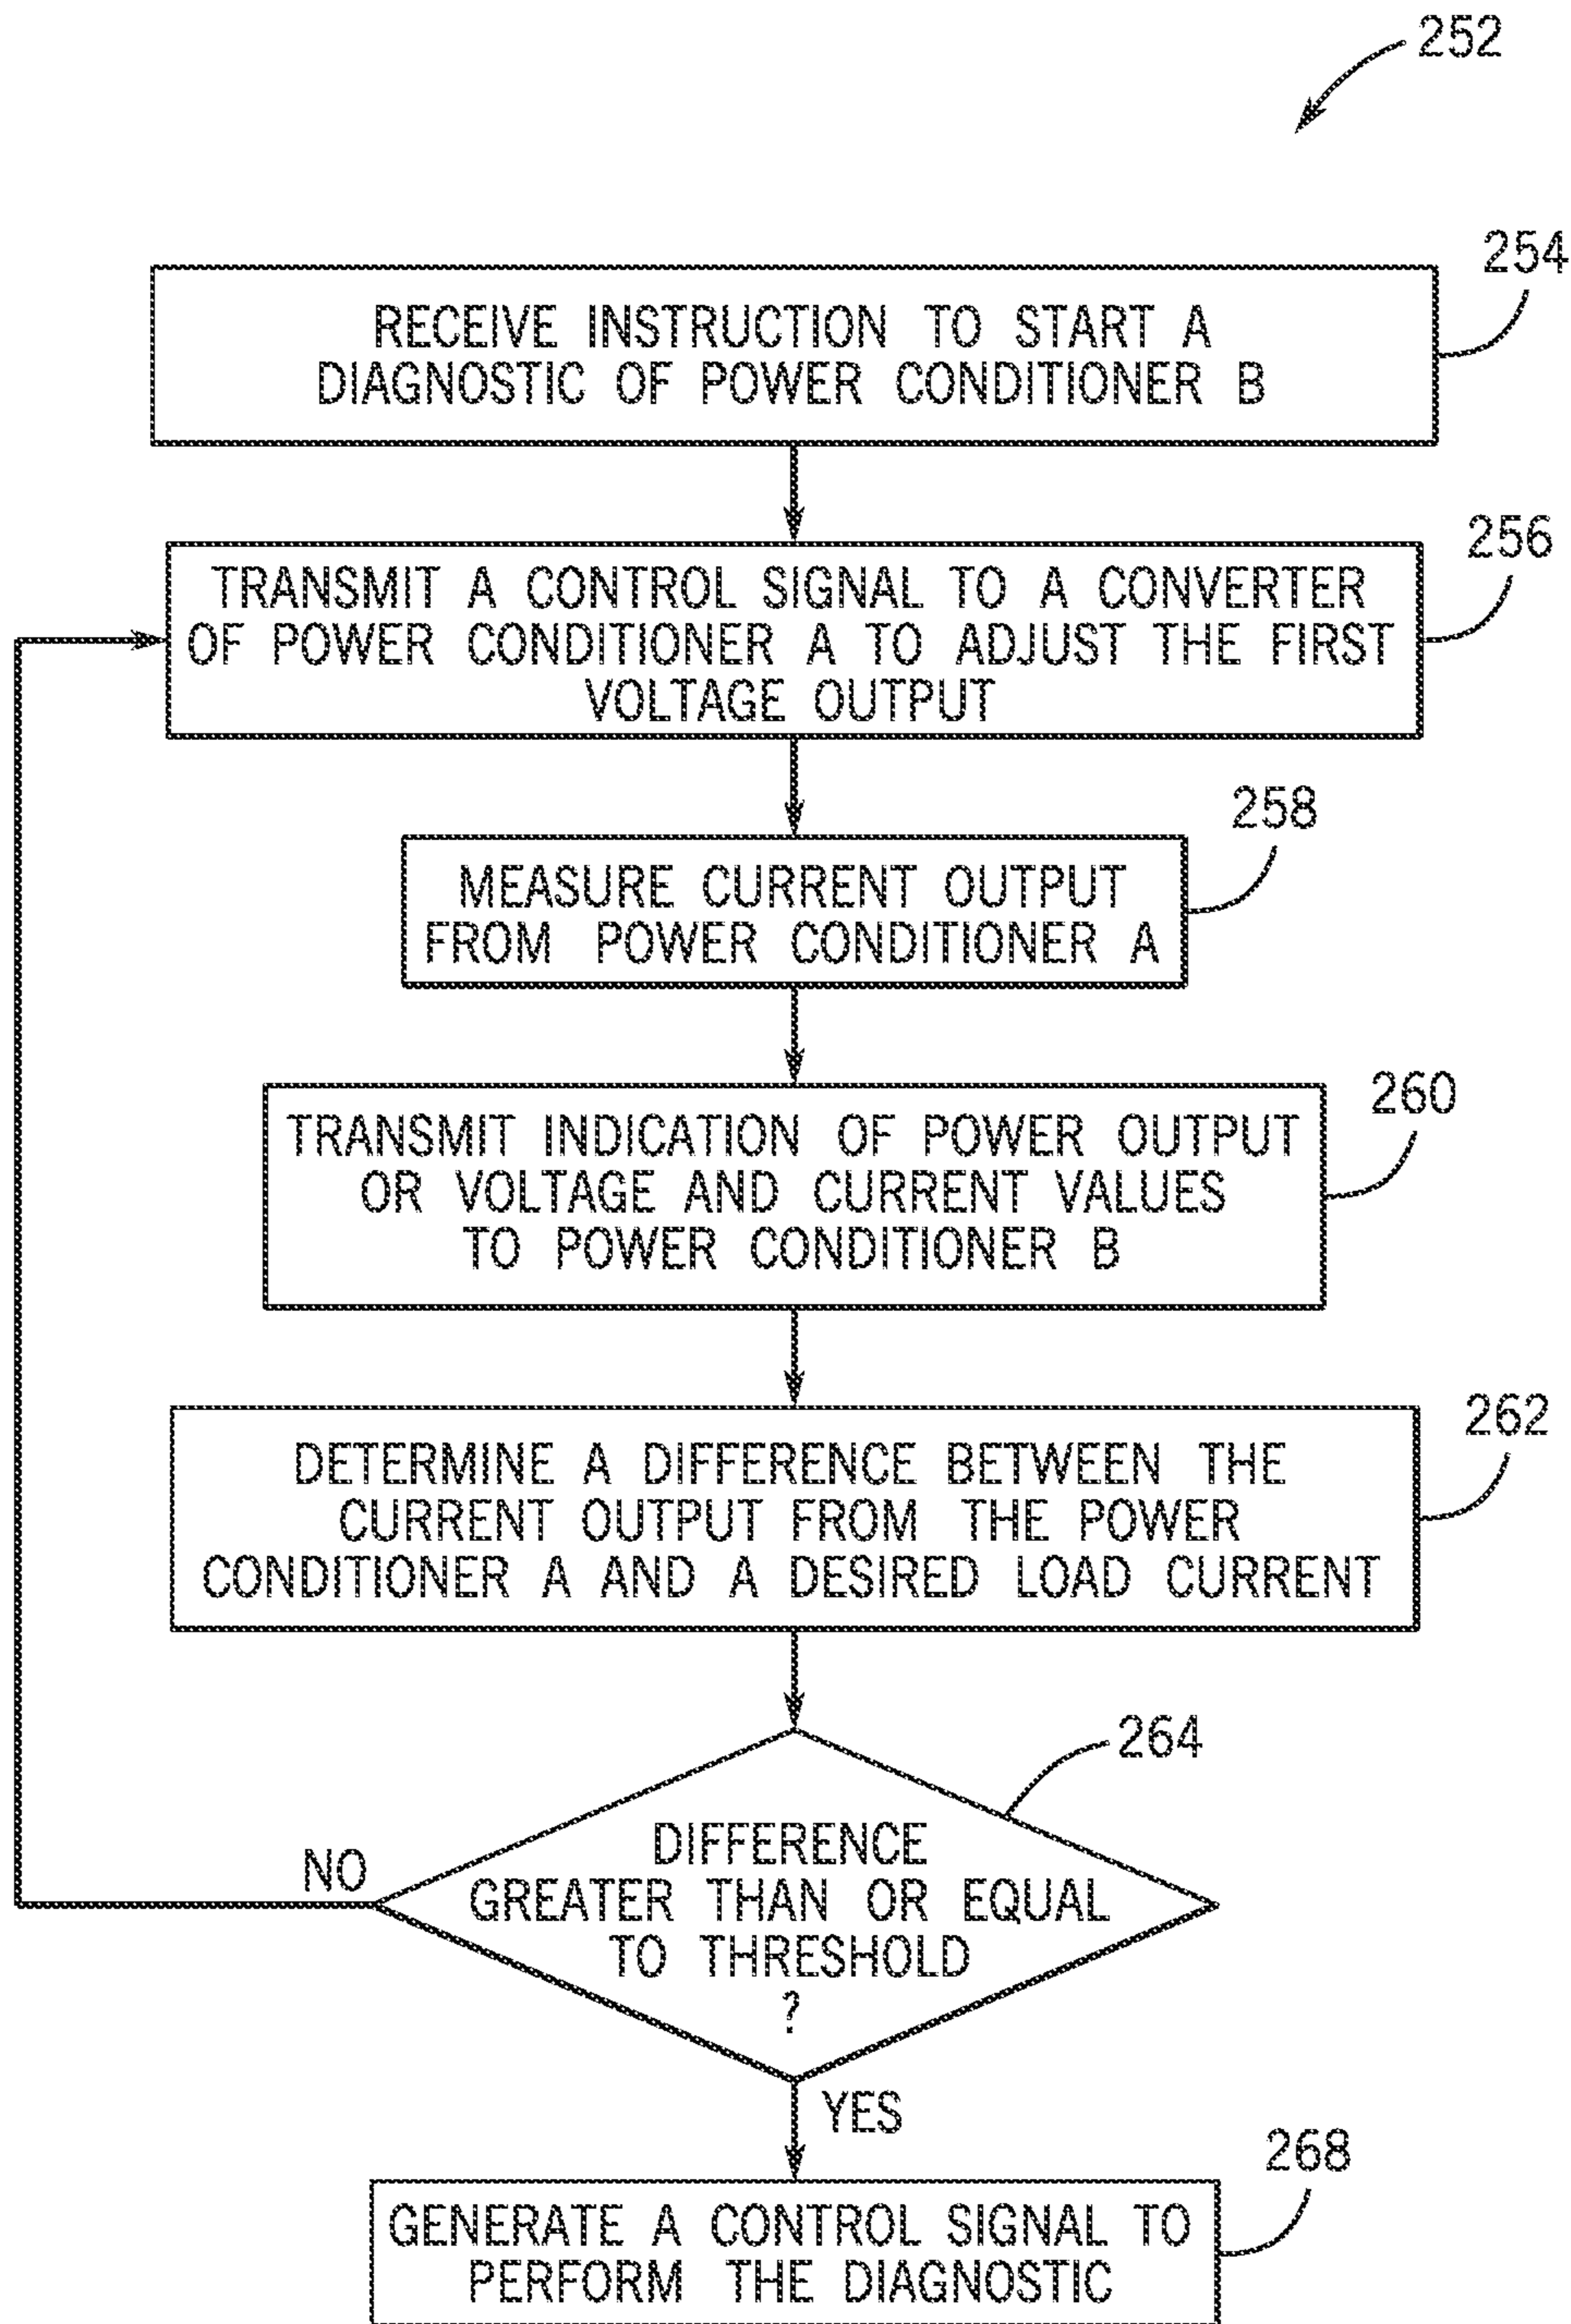 252
254
RECEIVE INSTRUCTION TO START A
DIAGNOSTIC OF POWER CONDITIONER B
256
TRANSMIT A CONTROL SIGNAL TO A CONVERTER
OF POWER CONDITIONER A TO ADJUST THE FIRST
VOLTAGE OUTPUT
258
MEASURE CURRENT OUTPUT
FROM POWER CONDITIONER A
260
TRANSMIT INDICATION OF POWER OUTPUT
OR VOLTAGE AND CURRENT VALUES
TO POWER CONDITIONER B
262
DETERMINE A DIFFERENCE BETWEEN THE
CURRENT OUTPUT FROM THE POWER
CONDITIONER A AND A DESIRED LOAD CURRENT
264
DIFFERENCE
GREATER THAN OR EQUAL
TO THRESHOLD
?
NO
YES
268
GENERATE A CONTROL SIGNAL TO
PERFORM THE DIAGNOSTIC